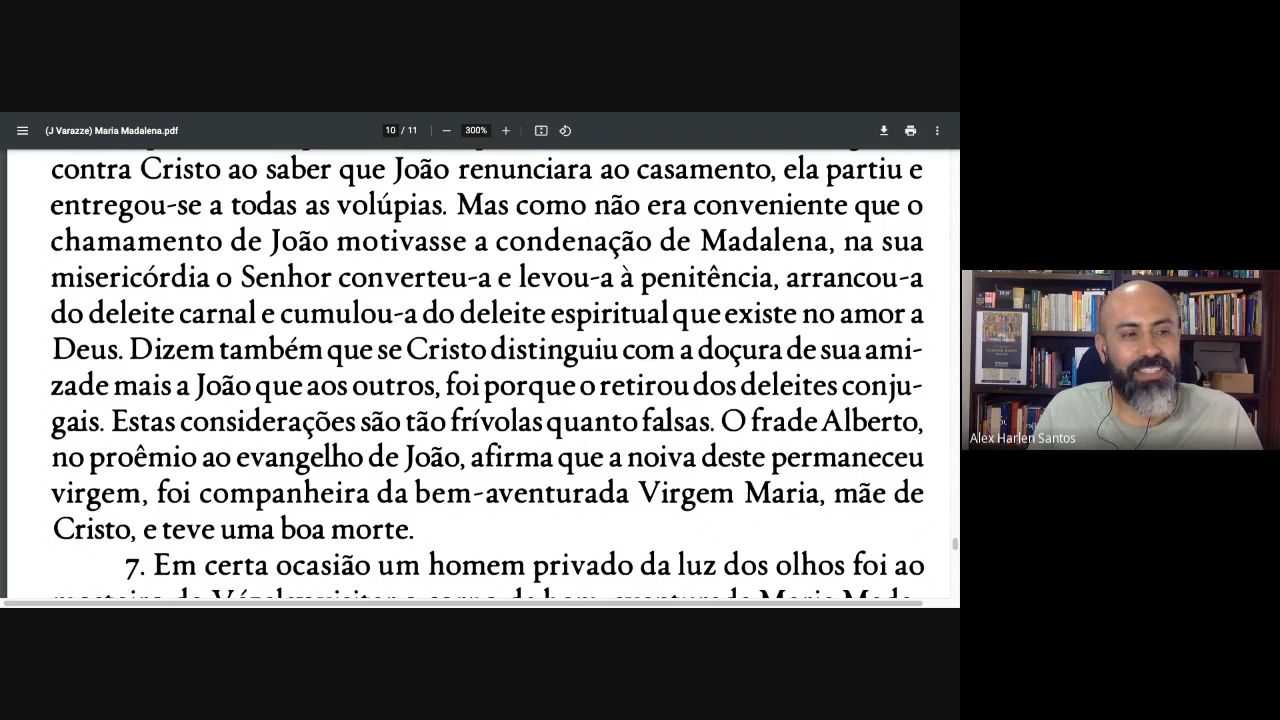 (J Varazze) Maria Madalena.pdf
10 / 11
300%
contra Cristo ao saber que João renunciara ao casamento, ela partiu e
entregou-se a todas as volúpias. Mas como não era conveniente que o
chamamento de João motivasse a condenação de Madalena, na sua
misericórdia o Senhor converteu-a e levou-a à penitência, arrancou-a
do deleite carnal e cumulou-a do deleite espiritual que existe no amor a
Deus. Dizem também que se Cristo distinguiu com a doçura de sua ami-
zade mais a João que aos outros, foi porque o retirou dos deleites conju-
gais. Estas considerações são tão frívolas quanto falsas. O frade Alberto,
no proêmio ao evangelho de João, afirma que a noiva deste permaneceu
virgem, foi companheira da bem-aventurada Virgem Maria, mãe de
Cristo, e teve uma boa morte.
7. Em certa ocasião um homem privado da luz dos olhos foi ao
Alex Harlen Santos